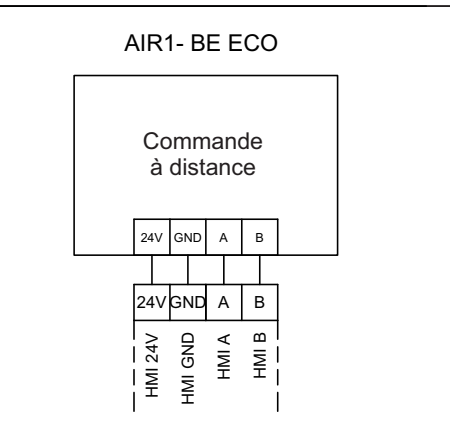 AIR1- BE ECO
Commande
à distance
24V GND A B
24V GND A B
HMI 24V
HMI GND
HMI A
HMI B